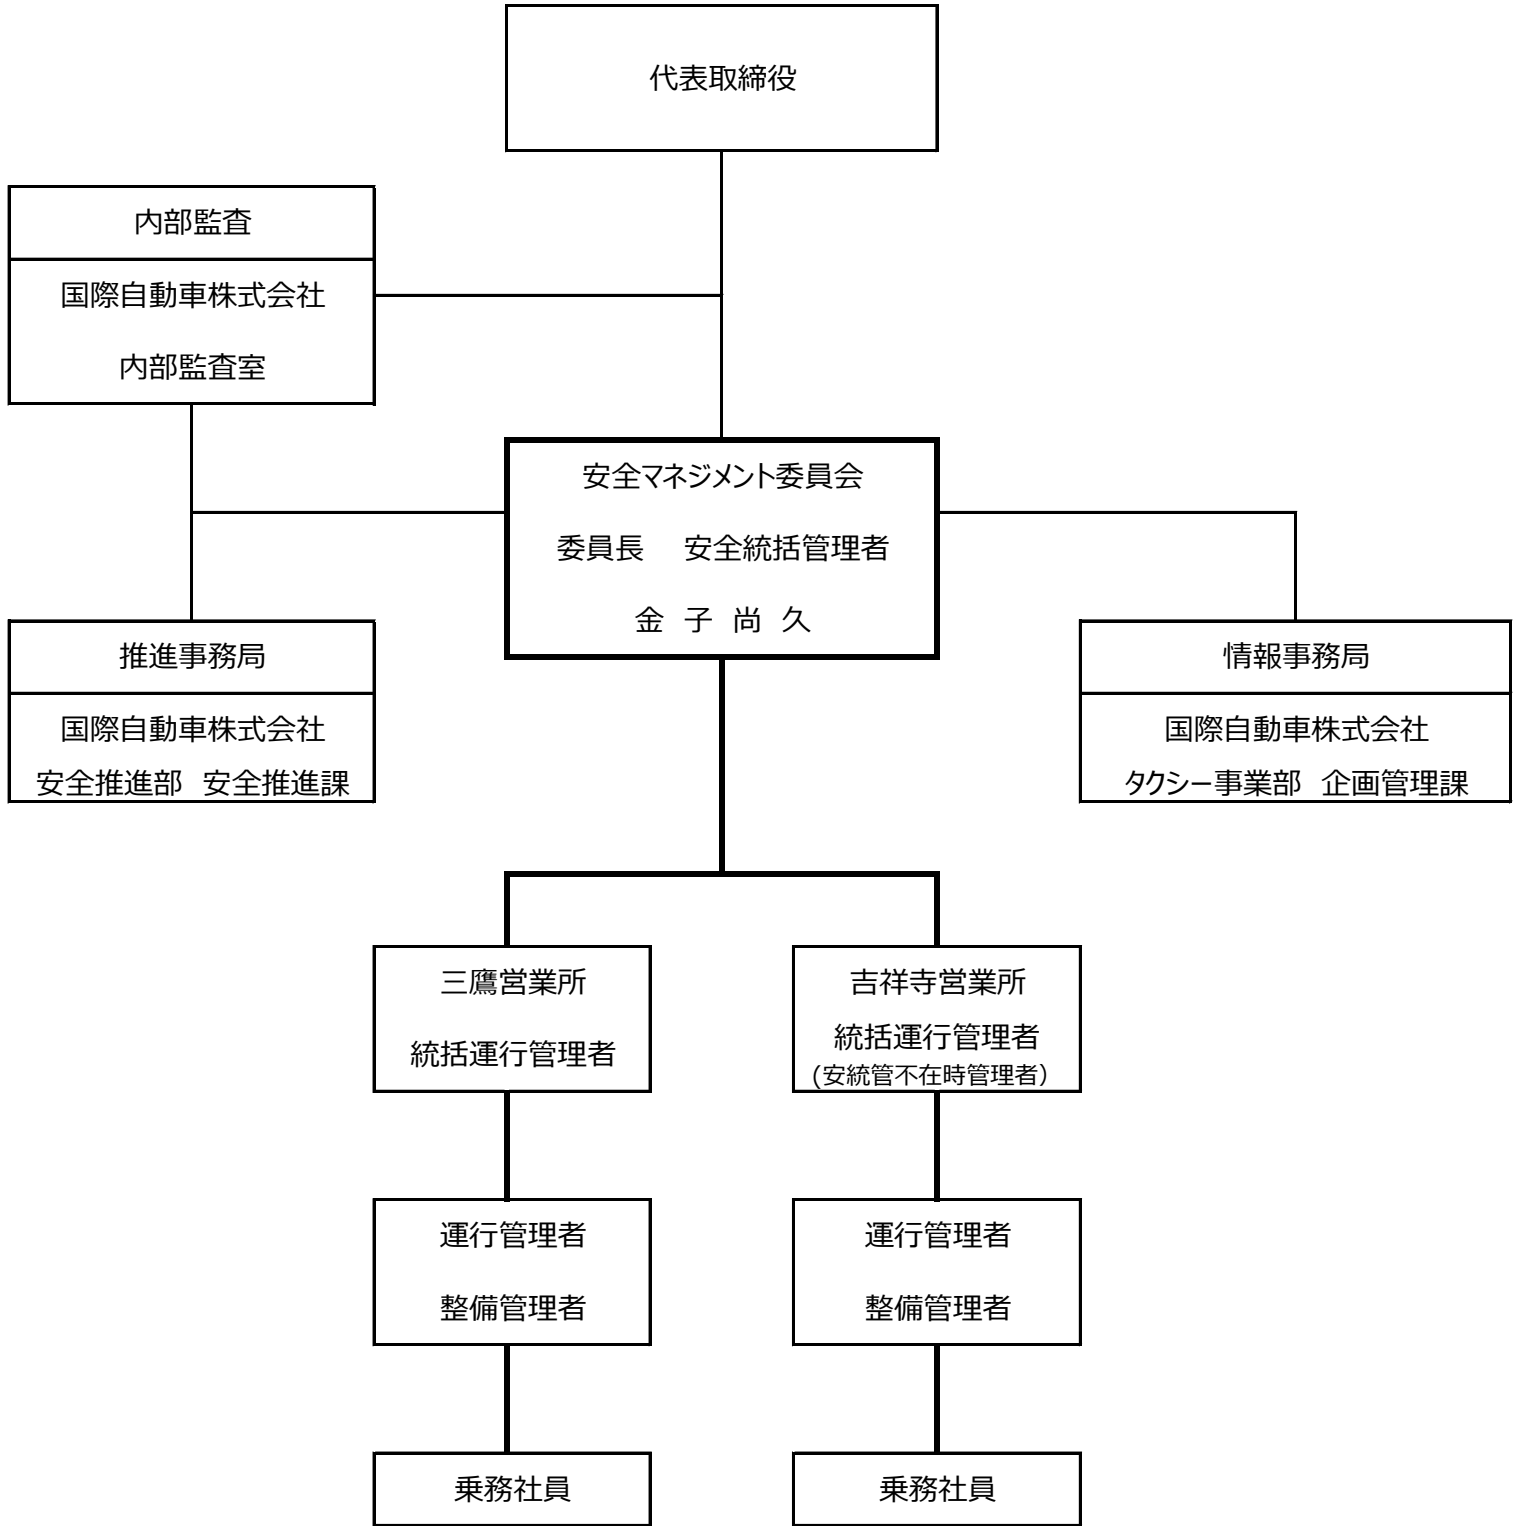 代表取締役
内部監査
国際自動車株式会社
内部監査室
安全マネジメント委員会
委員長　安全統括管理者
金 子 尚 久
推進事務局
国際自動車株式会社
安全推進部　安全推進課
情報事務局
国際自動車株式会社
タクシー事業部　企画管理課
三鷹営業所
統括運行管理者
吉祥寺営業所
統括運行管理者
(安統管不在時管理者）
運行管理者
整備管理者
運行管理者
整備管理者
乗務社員
乗務社員